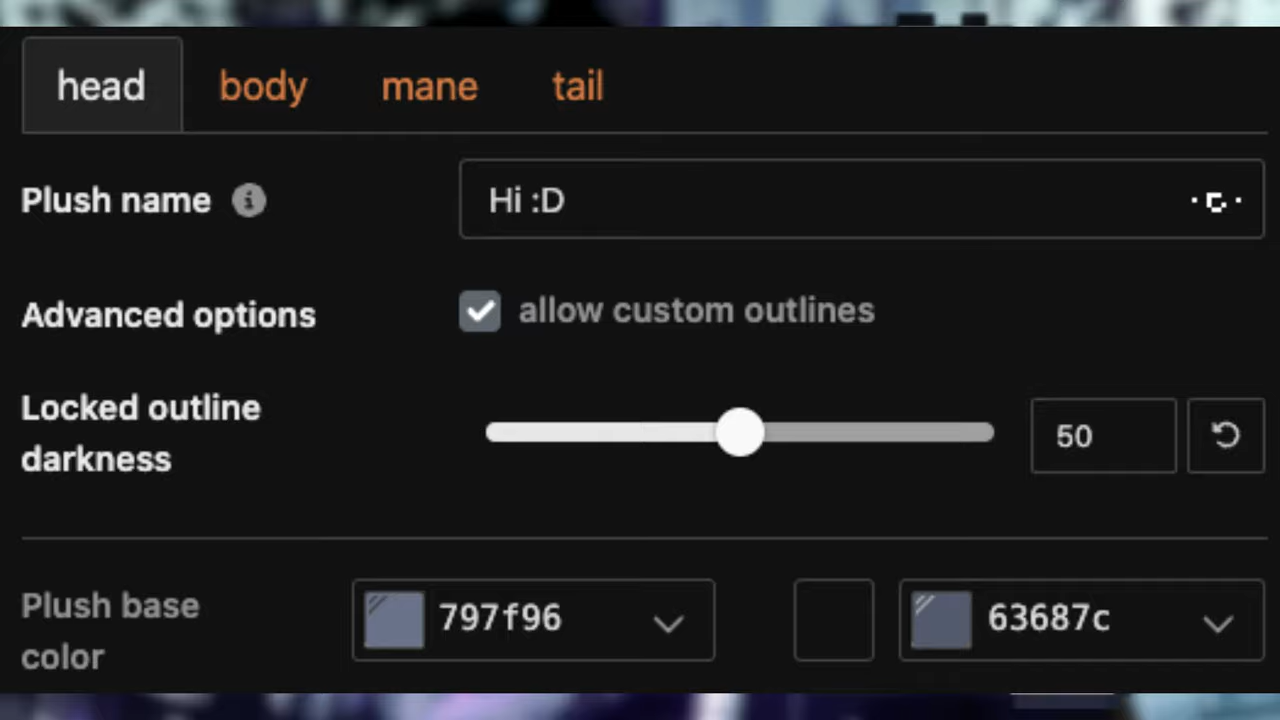 head body mane tail
Plush name Hi :D
Advanced options allow custom outlines
Locked outline
darkness 50
Plush base
color 797f96 63687c